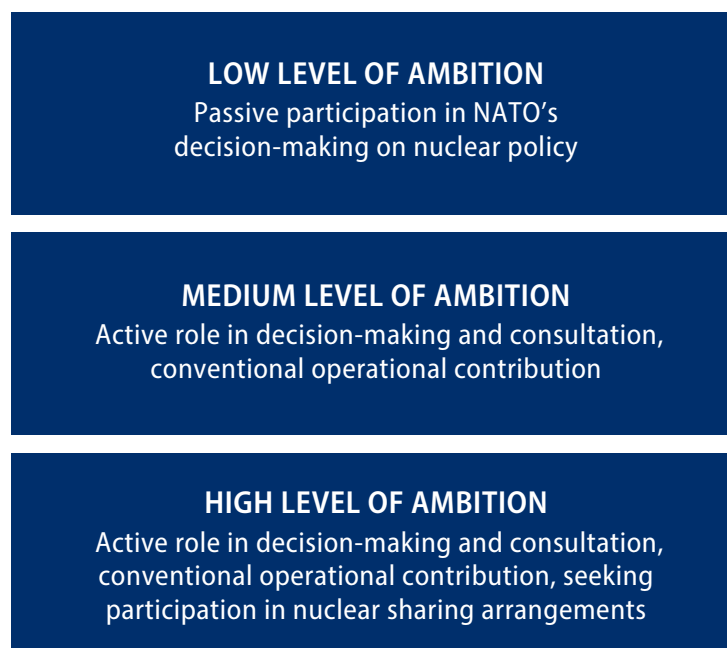 LOW LEVEL OF AMBITION
Passive participation in NATO’s
decision-making on nuclear policy
MEDIUM LEVEL OF AMBITION
Active role in decision-making and consultation,
conventional operational contribution
HIGH LEVEL OF AMBITION
Active role in decision-making and consultation,
conventional operational contribution, seeking
participation in nuclear sharing arrangements